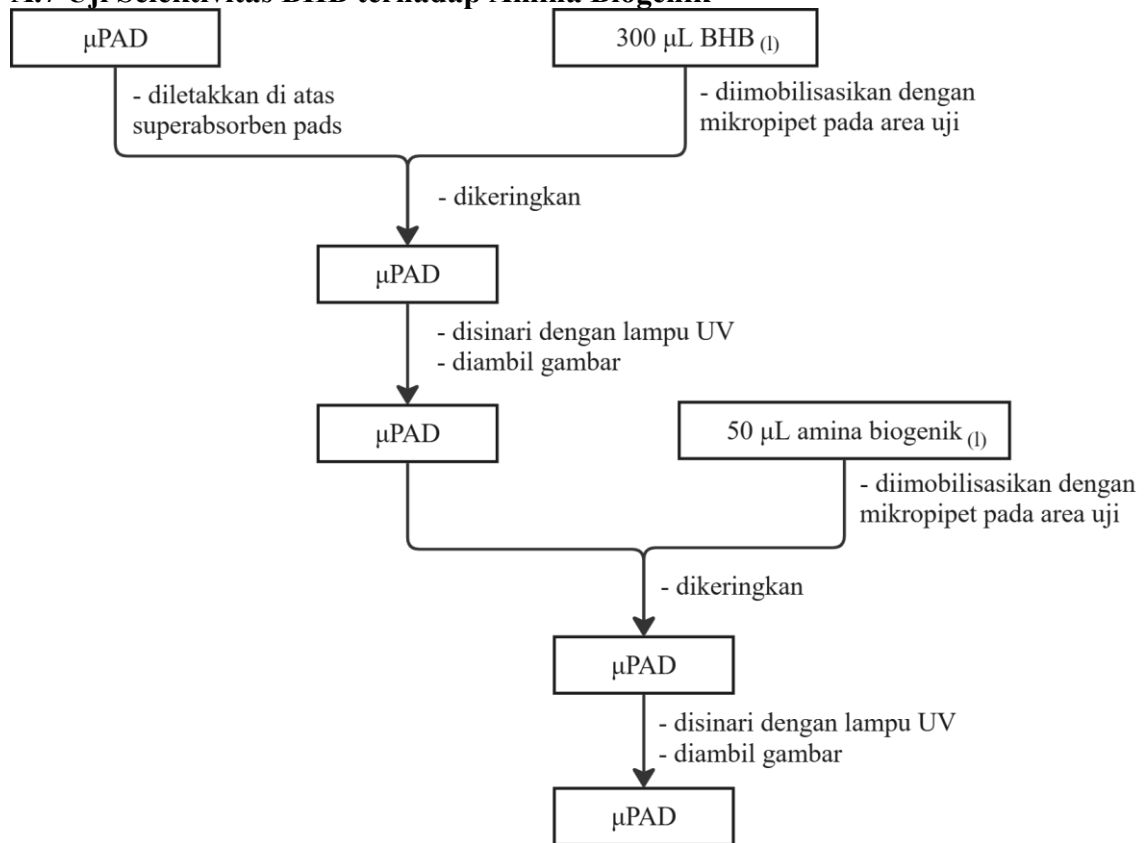 A.7 Uji Selektivitas BHB terhadap Amina Biogenik
μPAD
300 μL BHB (l)
- diletakkan di atas
superabsorben pads
- diimobilisasikan dengan
mikropipet pada area uji
- dikeringkan
μPAD
- disinari dengan lampu UV
- diambil gambar
μPAD
50 μL amina biogenik (l)
- diimobilisasikan dengan
mikropipet pada area uji
- dikeringkan
μPAD
- disinari dengan lampu UV
- diambil gambar
μPAD